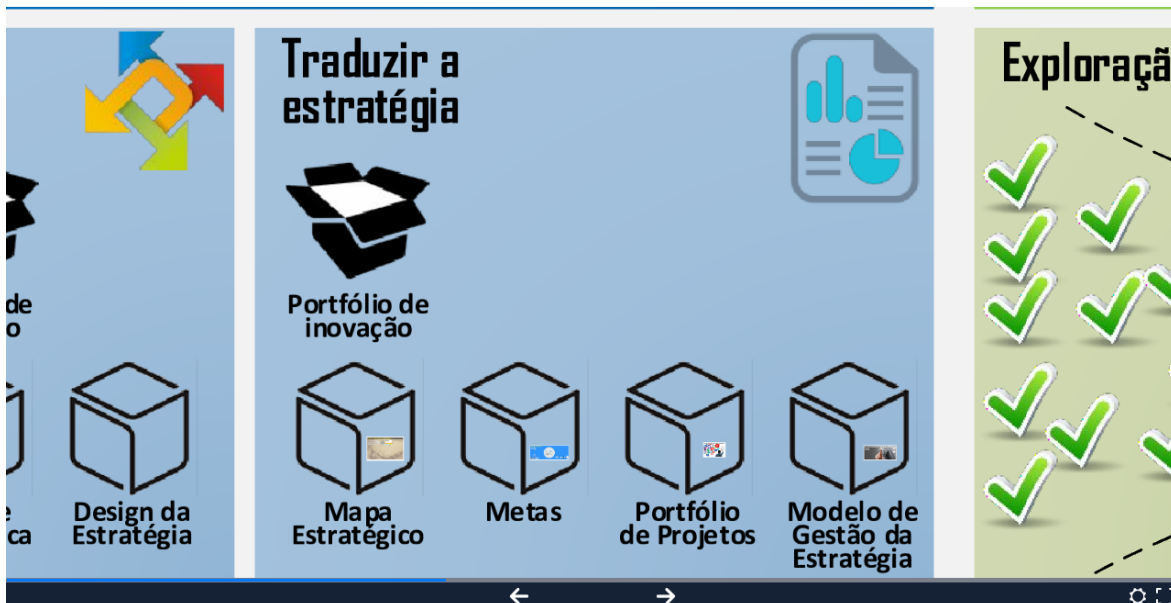 Traduzir a
estratégia
Portfólio de
inovação
Design da
Estratégia
Mapa
Estratégico
Metas
Portfólio
de Projetos
Modelo de
Gestão da
Estratégia